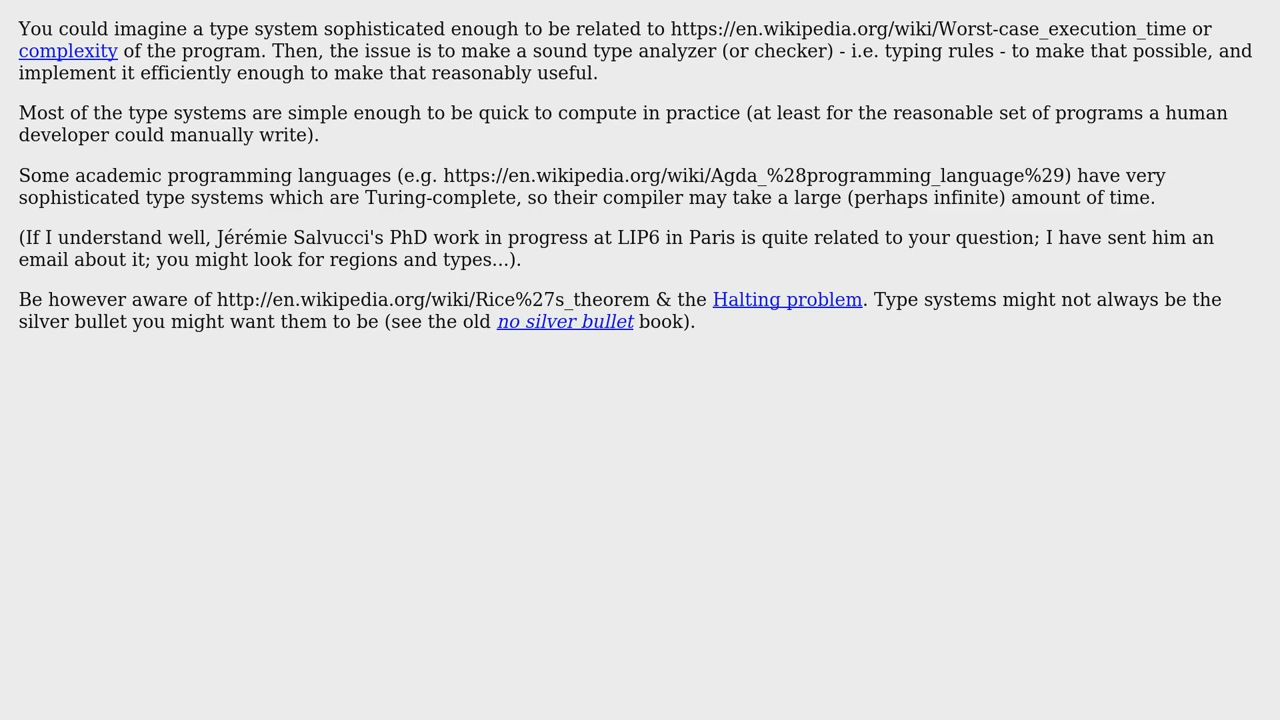 You could imagine a type system sophisticated enough to be related to https://en.wikipedia.org/wiki/Worst-case_execution_time or
complexity of the program. Then, the issue is to make a sound type analyzer (or checker) - i.e. typing rules - to make that possible, and
implement it efficiently enough to make that reasonably useful.
Most of the type systems are simple enough to be quick to compute in practice (at least for the reasonable set of programs a human
developer could manually write).
Some academic programming languages (e.g. https://en.wikipedia.org/wiki/Agda_%28programming_language%29) have very
sophisticated type systems which are Turing-complete, so their compiler may take a large (perhaps infinite) amount of time.
(If I understand well, Jérémie Salvucci's PhD work in progress at LIP6 in Paris is quite related to your question; I have sent him an
email about it; you might look for regions and types...).
Be however aware of http://en.wikipedia.org/wiki/Rice%27s_theorem & the Halting problem. Type systems might not always be the
silver bullet you might want them to be (see the old no silver bullet book).